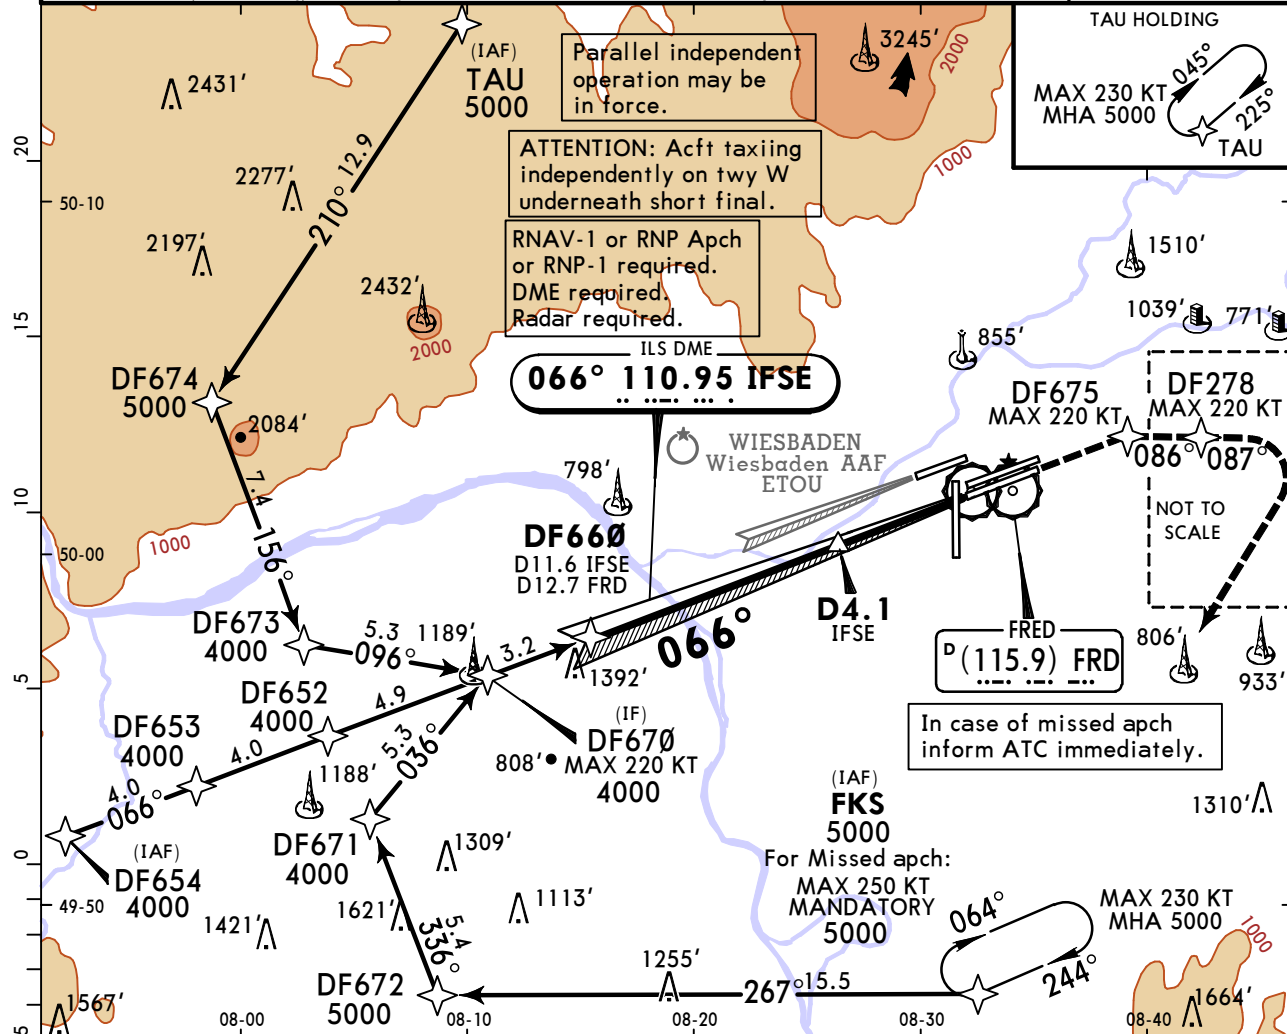 (IAF)
TAU
5000
Parallel independent
operation may be
in force.
3245'
2000
TAU HOLDING
MAX 230 KT
MHA 5000
045°
225°
TAU
2431'
ATTENTION: Acft taxiing
independently on twy W
underneath short final.
1000
20
210° 12.9
2277'
50-10
RNAV-1 or RNP Apch
or RNP-1 required.
DME required.
Radar required.
2197'
1510'
2432'
2000
15
1039'
771'
855'
ILS DME
066° 110.95 IFSE
DF674
5000
2084'
DF675
MAX 220 KT
DF278
MAX 220 KT
086°
087°
WIESBADEN
Wiesbaden AAF
ETOU
798'
7.4
156°
10
NOT TO
SCALE
1000
50-00
DF660
D11.6 IFSE
D12.7 FRD
066°
D4.1
IFSE
FRED
D (115.9) FRD
806'
933'
DF673
4000
5.3
096°
1189'
3.2
1392'
5
DF652
4000
4.9
In case of missed apch
inform ATC immediately.
DF653
4000
4.0
5.3
036°
(IF)
DF670
MAX 220 KT
4000
808'
1188'
4.0
066°
(IAF)
FKS
5000
For Missed apch:
MAX 250 KT
MANDATORY
5000
1310'
DF671
4000
1309'
0
(IAF)
DF654
4000
49-50
1421'
1621'
1113'
064°
244°
MAX 230 KT
MHA 5000
1000
5.4
336°
1255'
DF672
5000
267° 15.5
1567'
1664'
5
08-00
08-10
08-20
08-30
08-40